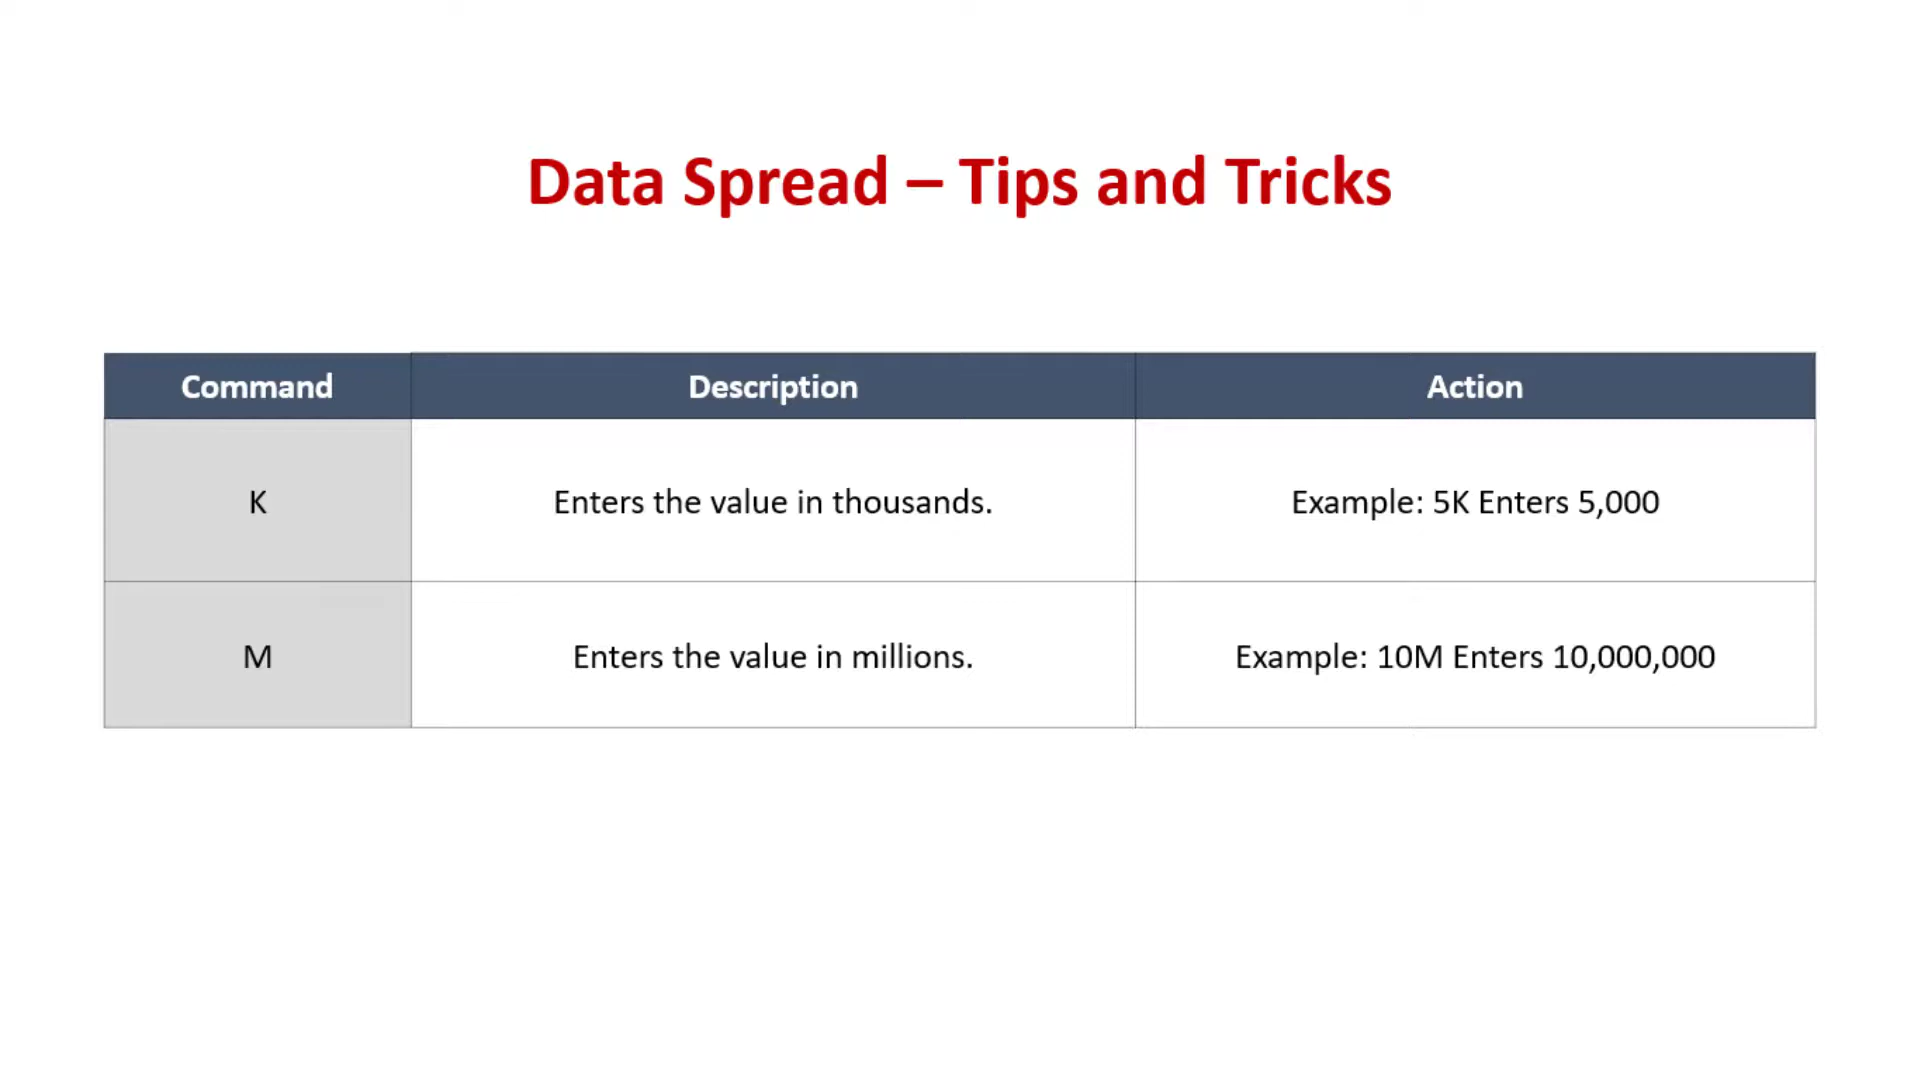 Data Spread – Tips and Tricks
Command Description Action
K Enters the value in thousands. Example: 5K Enters 5,000
M Enters the value in millions. Example: 10M Enters 10,000,000